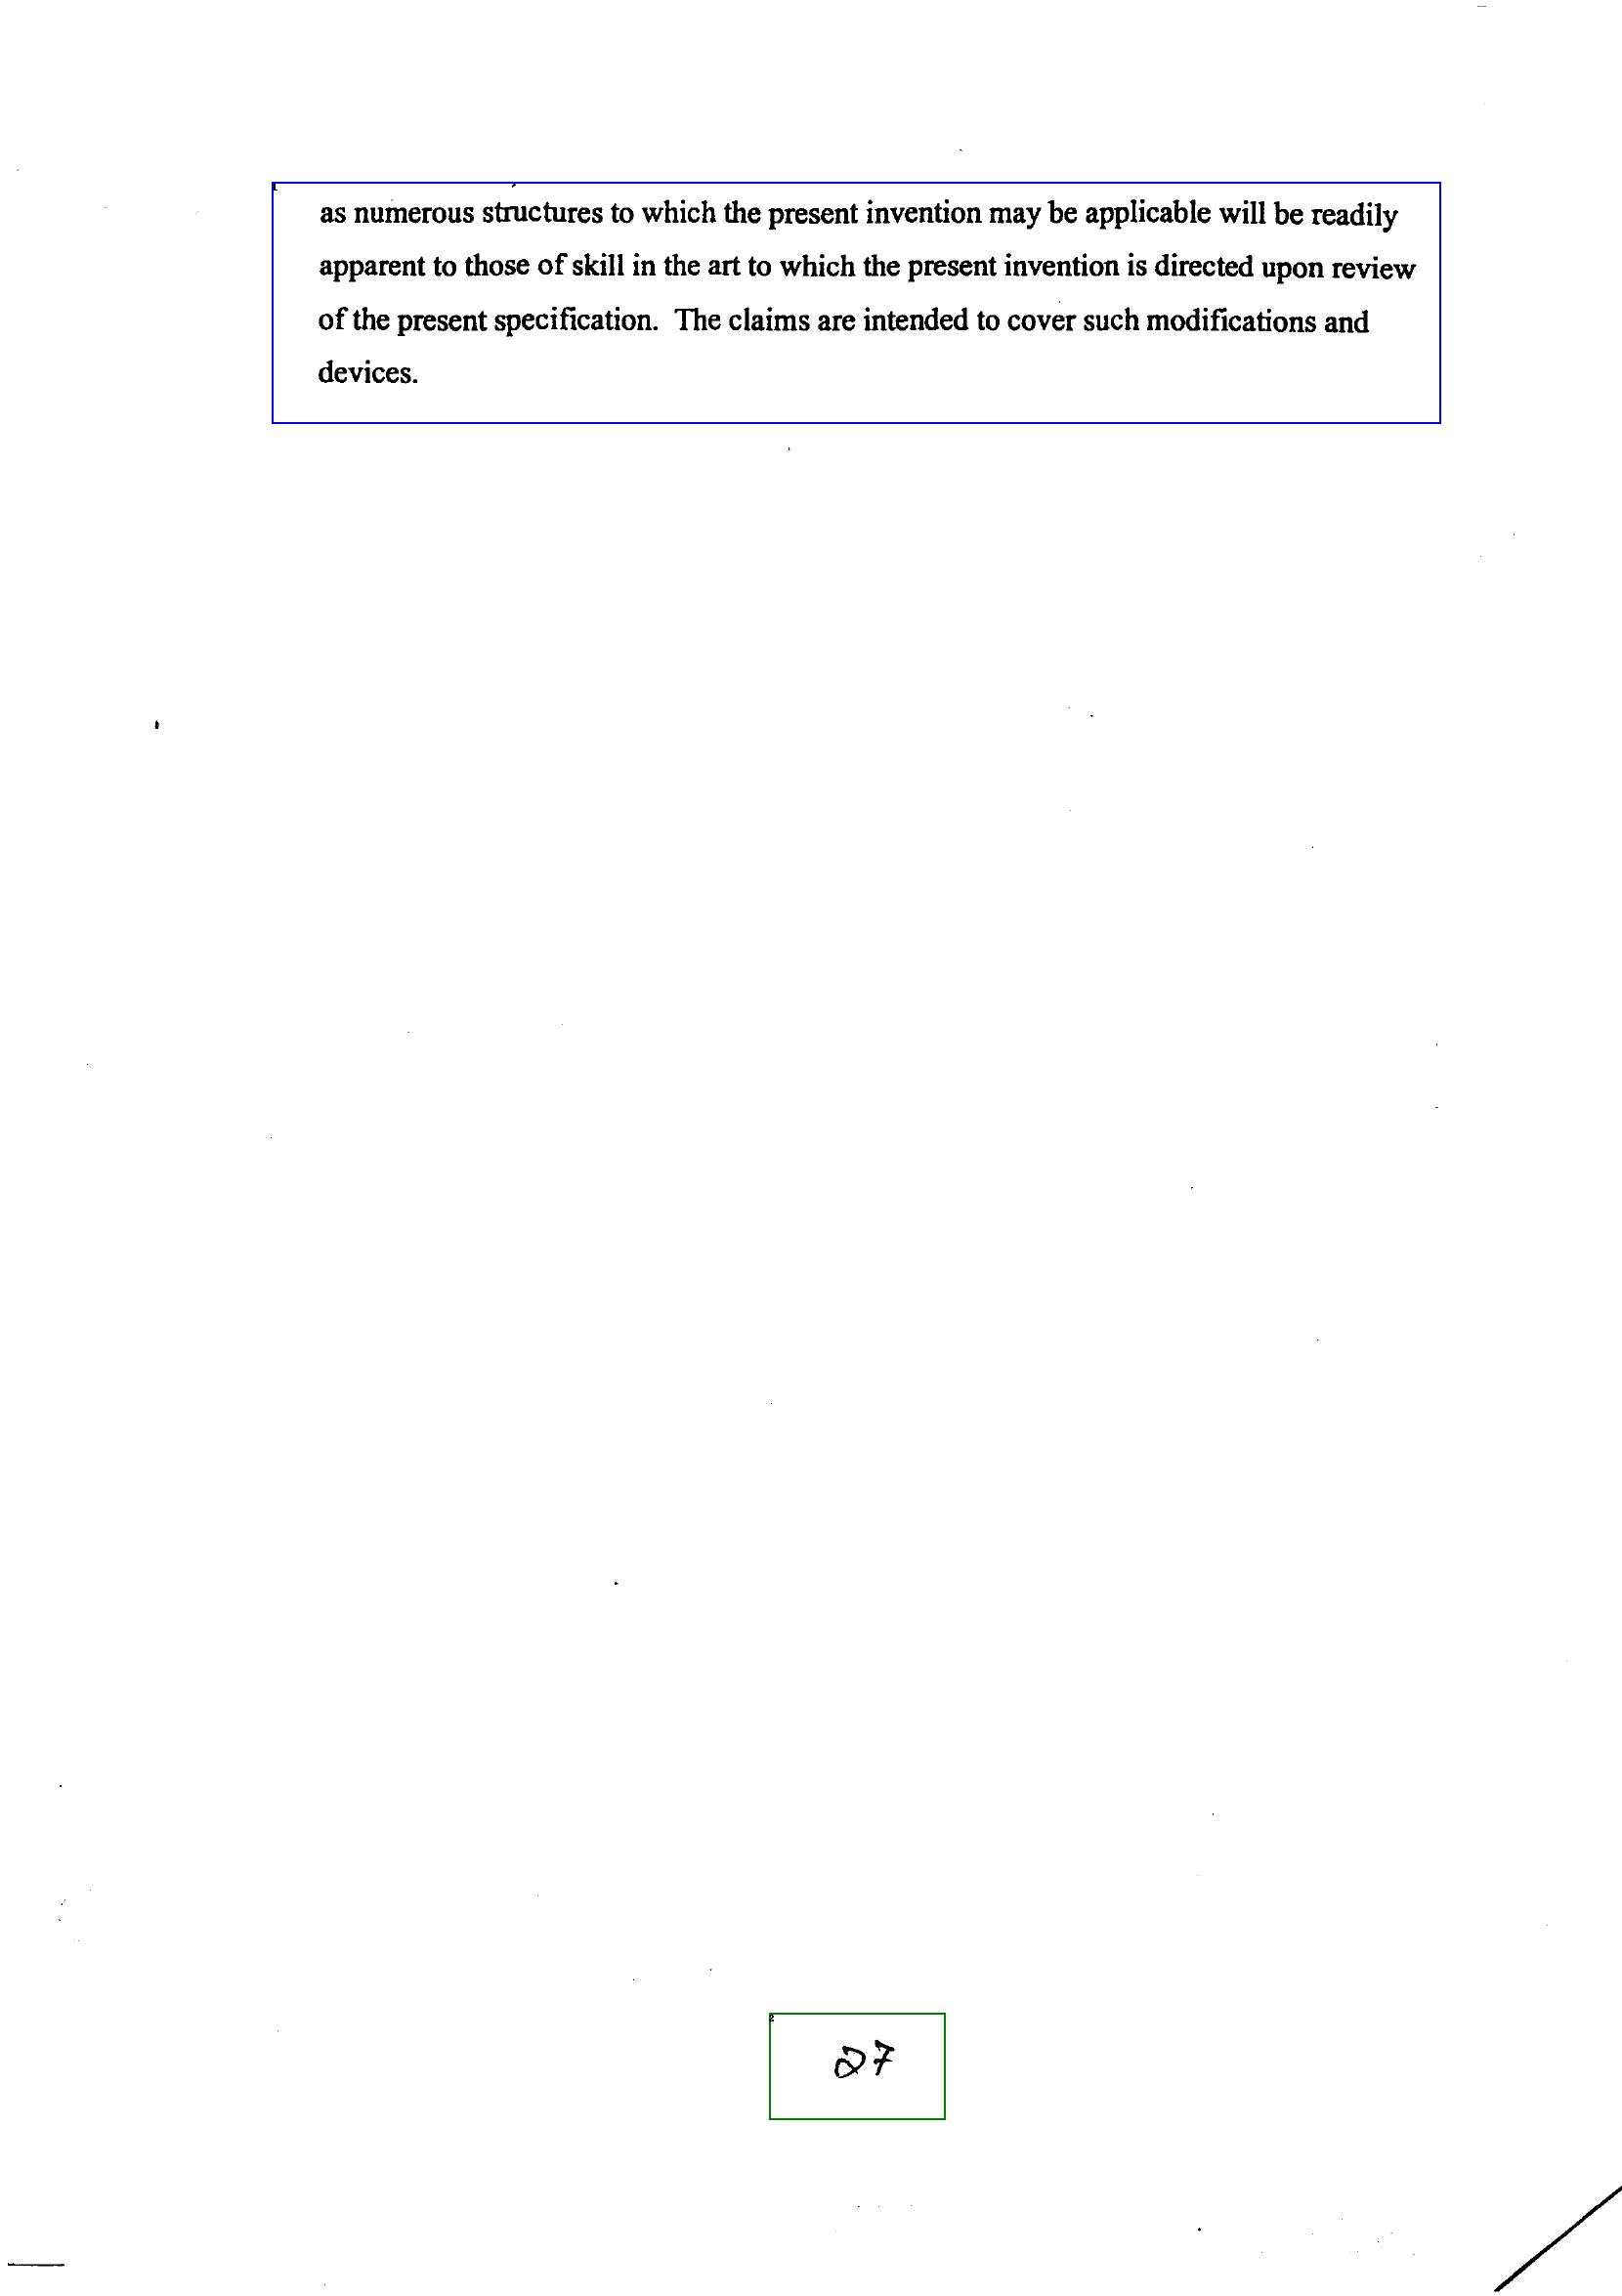 as numerous structures to which the present invention may be applicable will be readily
apparent to those of skill in the art to which the present invention is directed upon review
of the present specification. The claims are intended to cover such modifications and
devices.
27